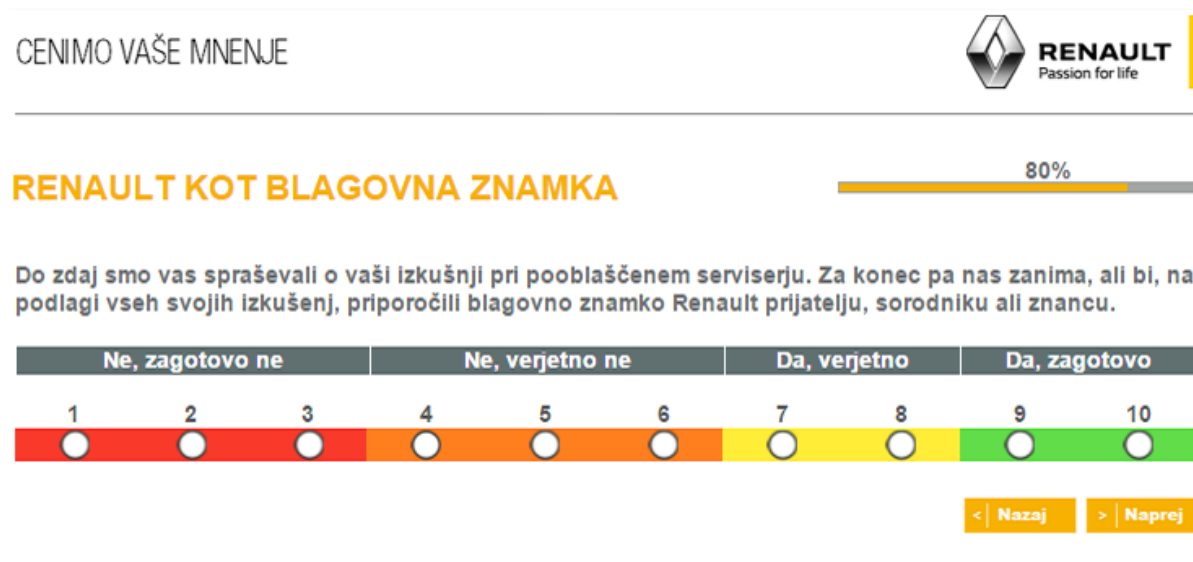 CENIMO VAŠE MNENJE
RENAULT
Passion for life
RENAULT KOT BLAGOVNA ZNAMKA
80%
Do zdaj smo vas spraševali o vaši izkušnji pri pooblaščenem serviserju. Za konec pa nas zanima, ali bi, na
podlagi vseh svojih izkušenj, priporočili blagovno znamko Renault prijatelju, sorodniku ali znancu.
Ne, zagotovo ne Ne, verjetno ne Da, verjetno Da, zagotovo
1 2 3 4 5 6 7 8 9 10
< Nazaj > Naprej